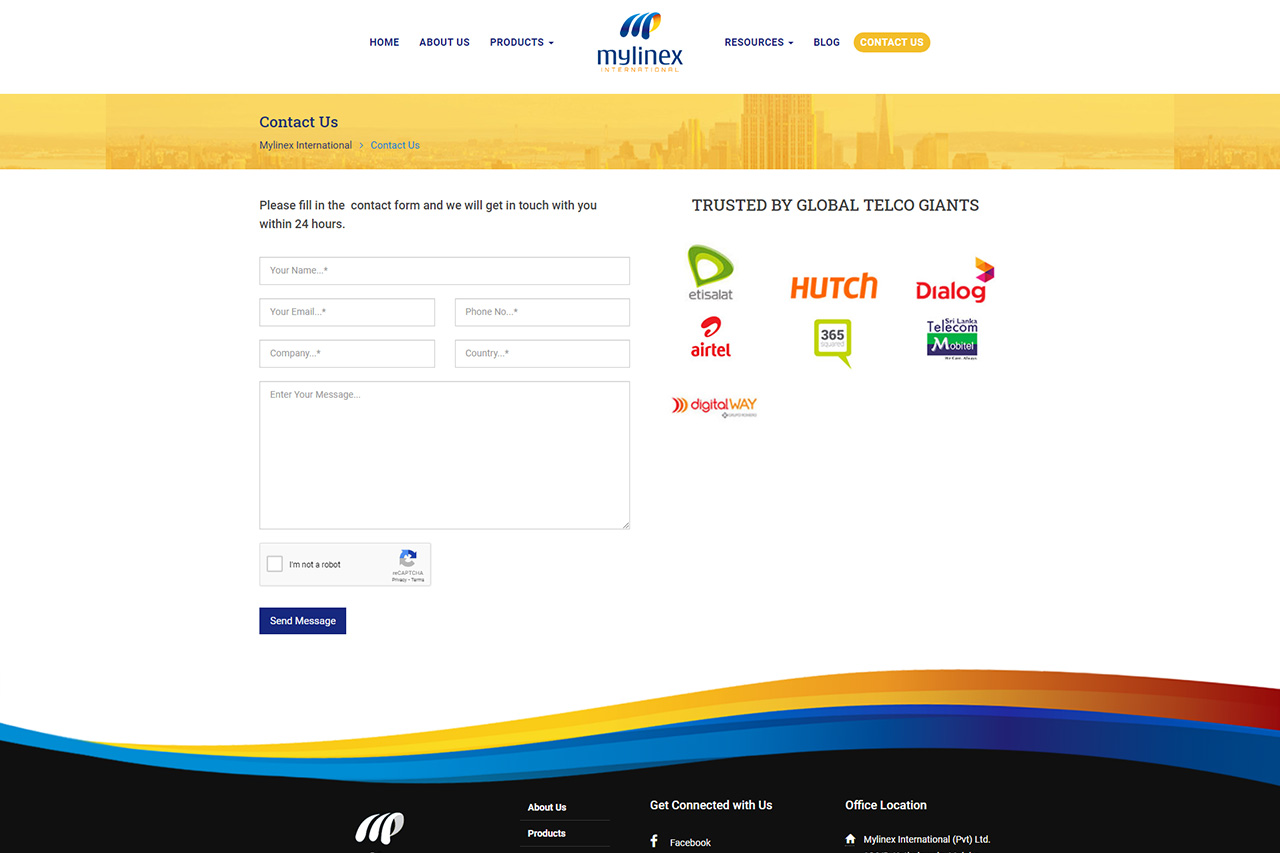 HOME
ABOUT US
PRODUCTS
mylinex
INTERNATIONAL
RESOURCES
BLOG
CONTACT US
Contact Us
Mylinex International > Contact Us
Please fill in the contact form and we will get in touch with you
within 24 hours.
Your Name...*
Your Email...*
Phone No...*
Company...*
Country...*
Enter Your Message...
I'm not a robot
reCAPTCHA
Privacy - Terms
Send Message
TRUSTED BY GLOBAL TELCO GIANTS
etisalat
HUTCH
Dialog
airtel
365
squared
Sri Lanka
Telecom
Mobitel
We Care. Always.
digitalWAY
About Us
Products
Get Connected with Us
Facebook
Office Location
Mylinex International (Pvt) Ltd.